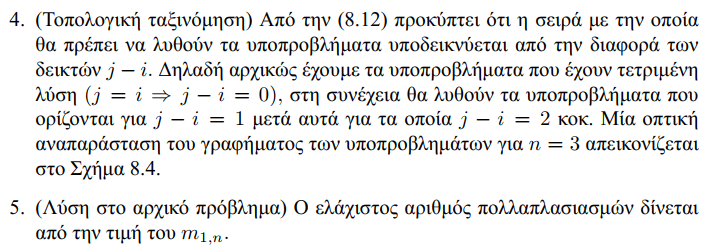 4. (Τοπολογική ταξινόμηση) Από την (8.12) προκύπτει ότι η σειρά με την οποία
θα πρέπει να λυθούν τα υποπροβλήματα υποδεικνύεται από την διαφορά των
δεικτών j − i. Δηλαδή αρχικώς έχουμε τα υποπροβλήματα που έχουν τετριμένη
λύση (j = i ⇒ j − i = 0), στη συνέχεια θα λυθούν τα υποπροβλήματα που
ορίζονται για j − i = 1 μετά αυτά για τα οποία j − i = 2 κοκ. Μία οπτική
αναπαράσταση του γραφήματος των υποπροβλημάτων για n = 3 απεικονίζεται
στο Σχήμα 8.4.
5. (Λύση στο αρχικό πρόβλημα) Ο ελάχιστος αριθμός πολλαπλασιασμών δίνεται
από την τιμή του m₁,ₙ.